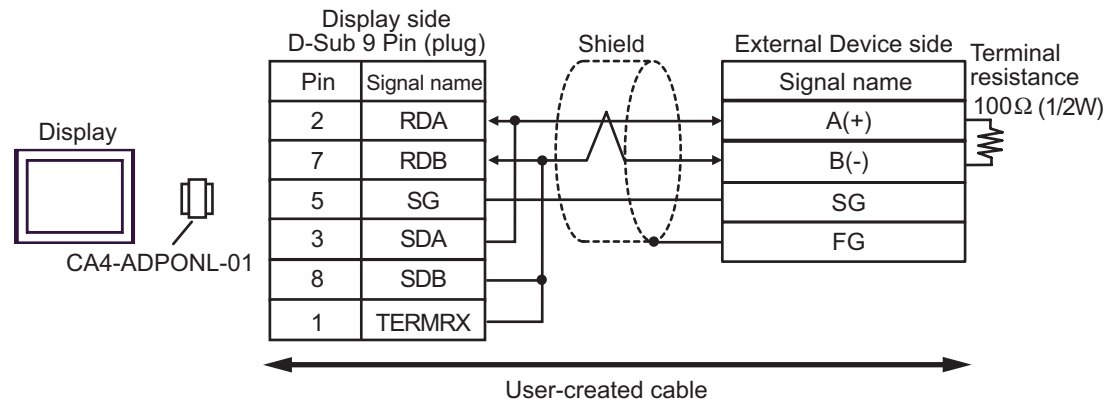 Display side
D-Sub 9 Pin (plug)
Shield
External Device side
Terminal
resistance
100Ω (1/2W)
Pin Signal name
Signal name
2 RDA
A(+)
7 RDB
B(-)
5 SG
SG
3 SDA
FG
8 SDB
1 TERMRX
Display
CA4-ADPONL-01
User-created cable